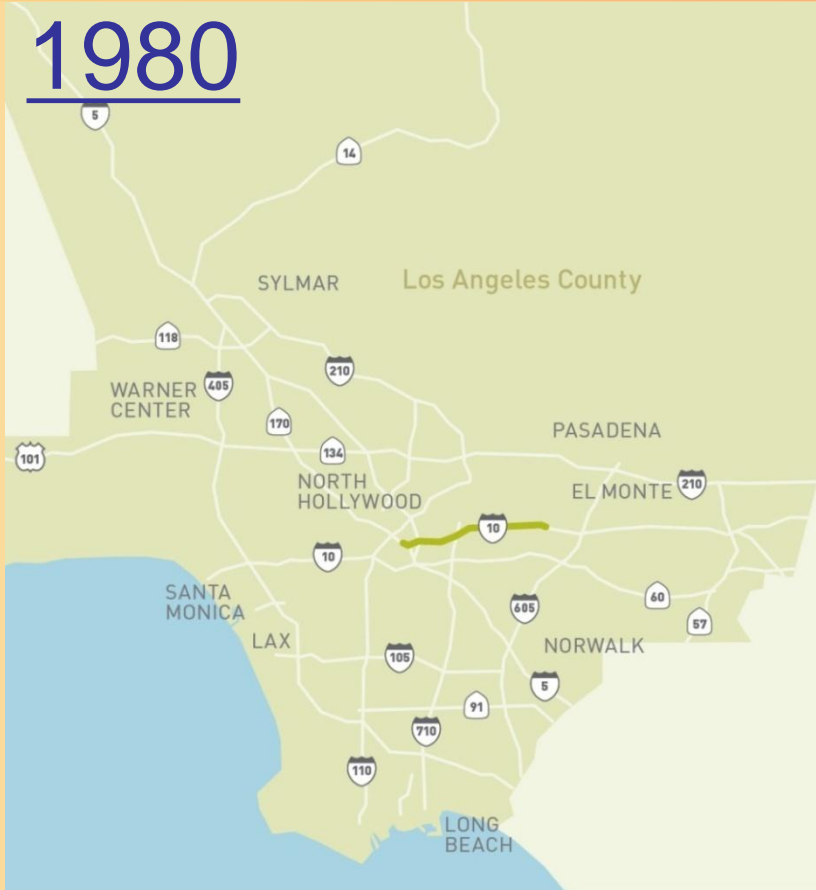 1980
5
14
SYLMAR
Los Angeles County
118
210
WARNER
CENTER
405
170
134
PASADENA
101
NORTH
HOLLYWOOD
EL MONTE
210
10
10
SANTA
MONICA
605
60
57
LAX
NORWALK
105
5
91
710
110
LONG
BEACH